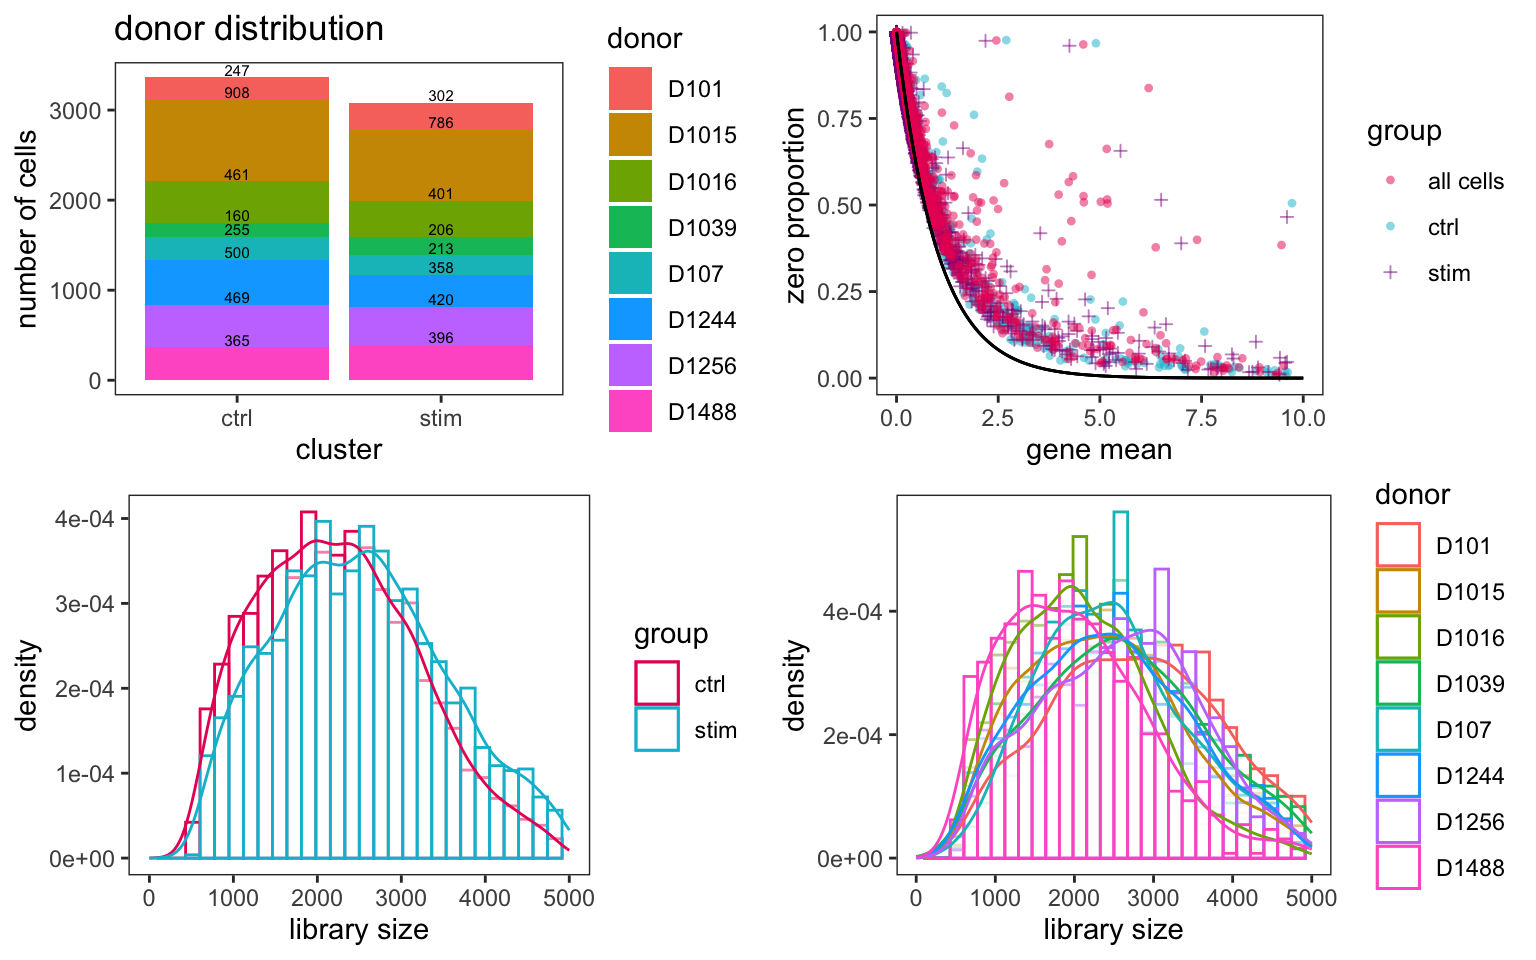 donor distribution
number of cells
3000
2000
1000
0
247
908
461
160
255
500
469
365
302
786
401
206
213
358
420
396
ctrl
stim
cluster
donor
D101
D1015
D1016
D1039
D107
D1244
D1256
D1488
zero proportion
1.00
0.75
0.50
0.25
0.00
0.0
2.5
5.0
7.5
10.0
gene mean
group
all cells
ctrl
stim
density
4e-04
3e-04
2e-04
1e-04
0e+00
0
1000
2000
3000
4000
5000
library size
group
ctrl
stim
density
4e-04
2e-04
0e+00
0
1000
2000
3000
4000
5000
library size
donor
D101
D1015
D1016
D1039
D107
D1244
D1256
D1488